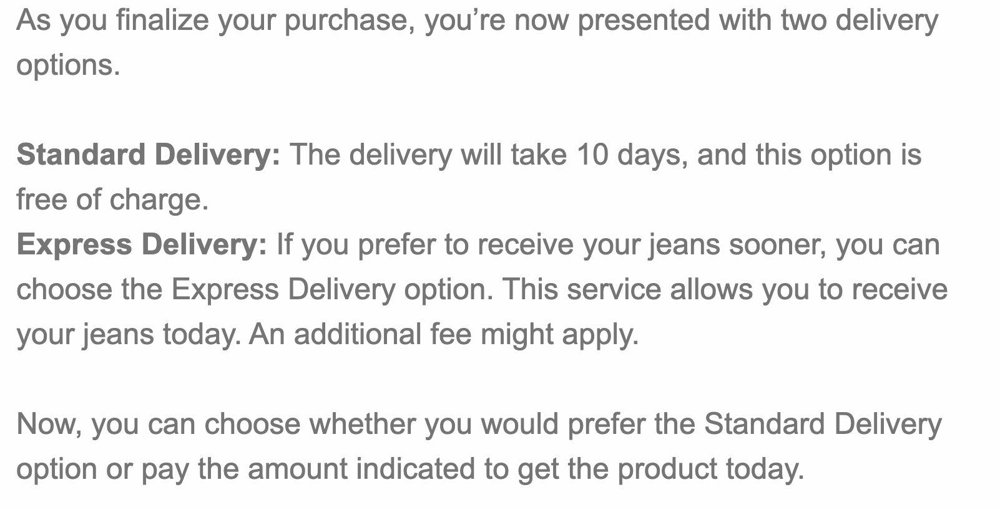 As you finalize your purchase, you’re now presented with two delivery
options.
Standard Delivery: The delivery will take 10 days, and this option is
free of charge.
Express Delivery: If you prefer to receive your jeans sooner, you can
choose the Express Delivery option. This service allows you to receive
your jeans today. An additional fee might apply.
Now, you can choose whether you would prefer the Standard Delivery
option or pay the amount indicated to get the product today.